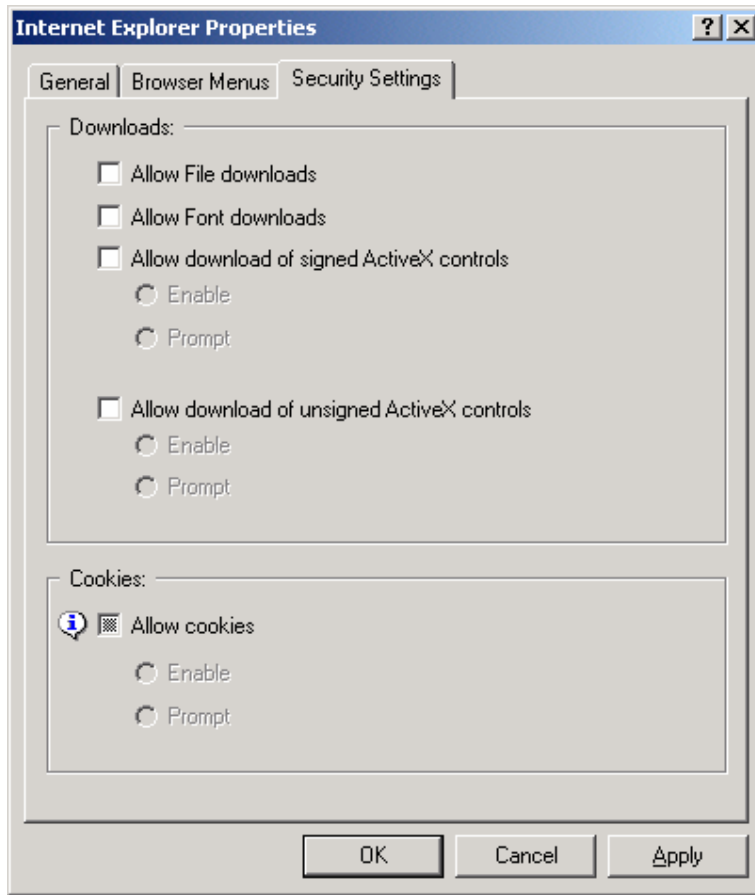 Internet Explorer Properties
General Browser Menus Security Settings
Downloads:
Allow File downloads
Allow Font downloads
Allow download of signed ActiveX controls
Enable
Prompt
Allow download of unsigned ActiveX controls
Enable
Prompt
Cookies:
Allow cookies
Enable
Prompt
OK Cancel Apply